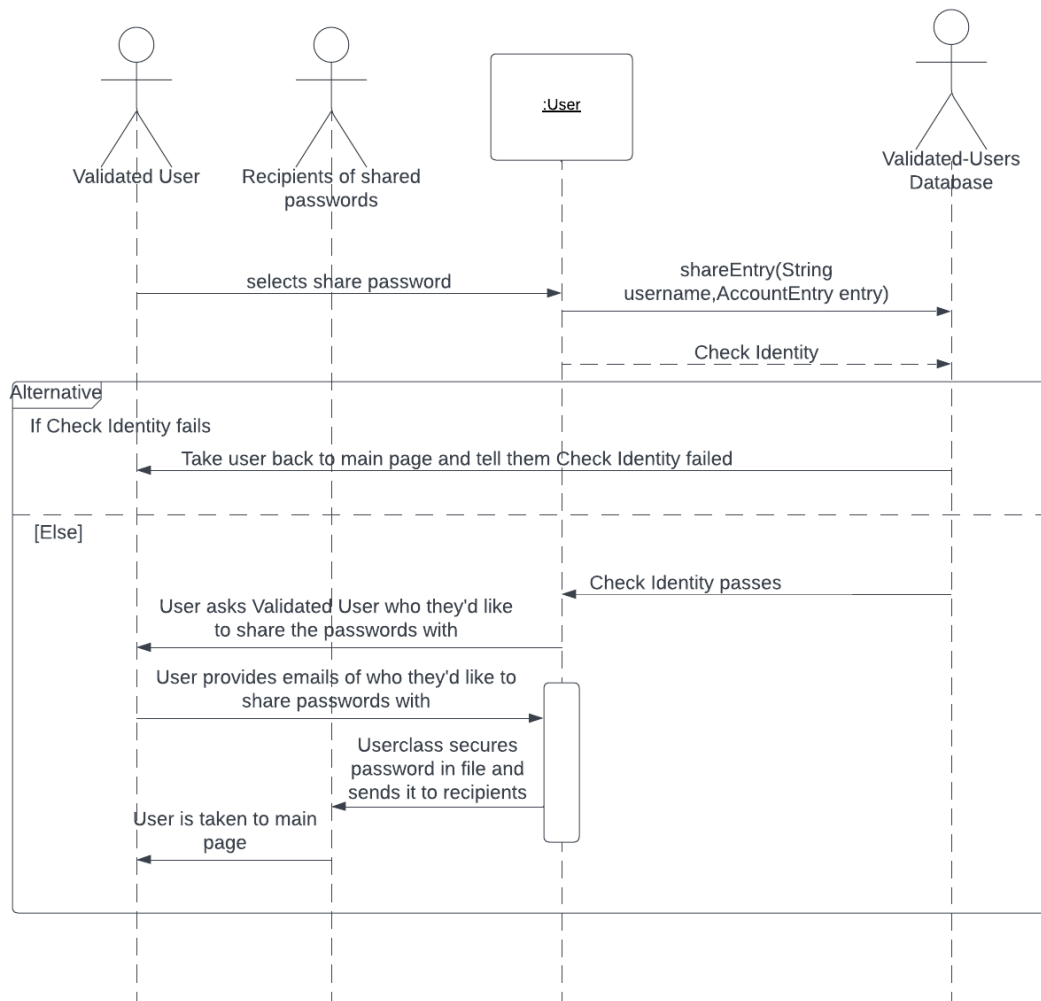 :User
Validated User
Recipients of shared
passwords
Validated-Users
Database
selects share password
shareEntry(String
username,AccountEntry entry)
Check Identity
Alternative
If Check Identity fails
Take user back to main page and tell them Check Identity failed
[Else]
Check Identity passes
User asks Validated User who they'd like
to share the passwords with
User provides emails of who they'd like to
share passwords with
Userclass secures
password in file and
sends it to recipients
User is taken to main
page